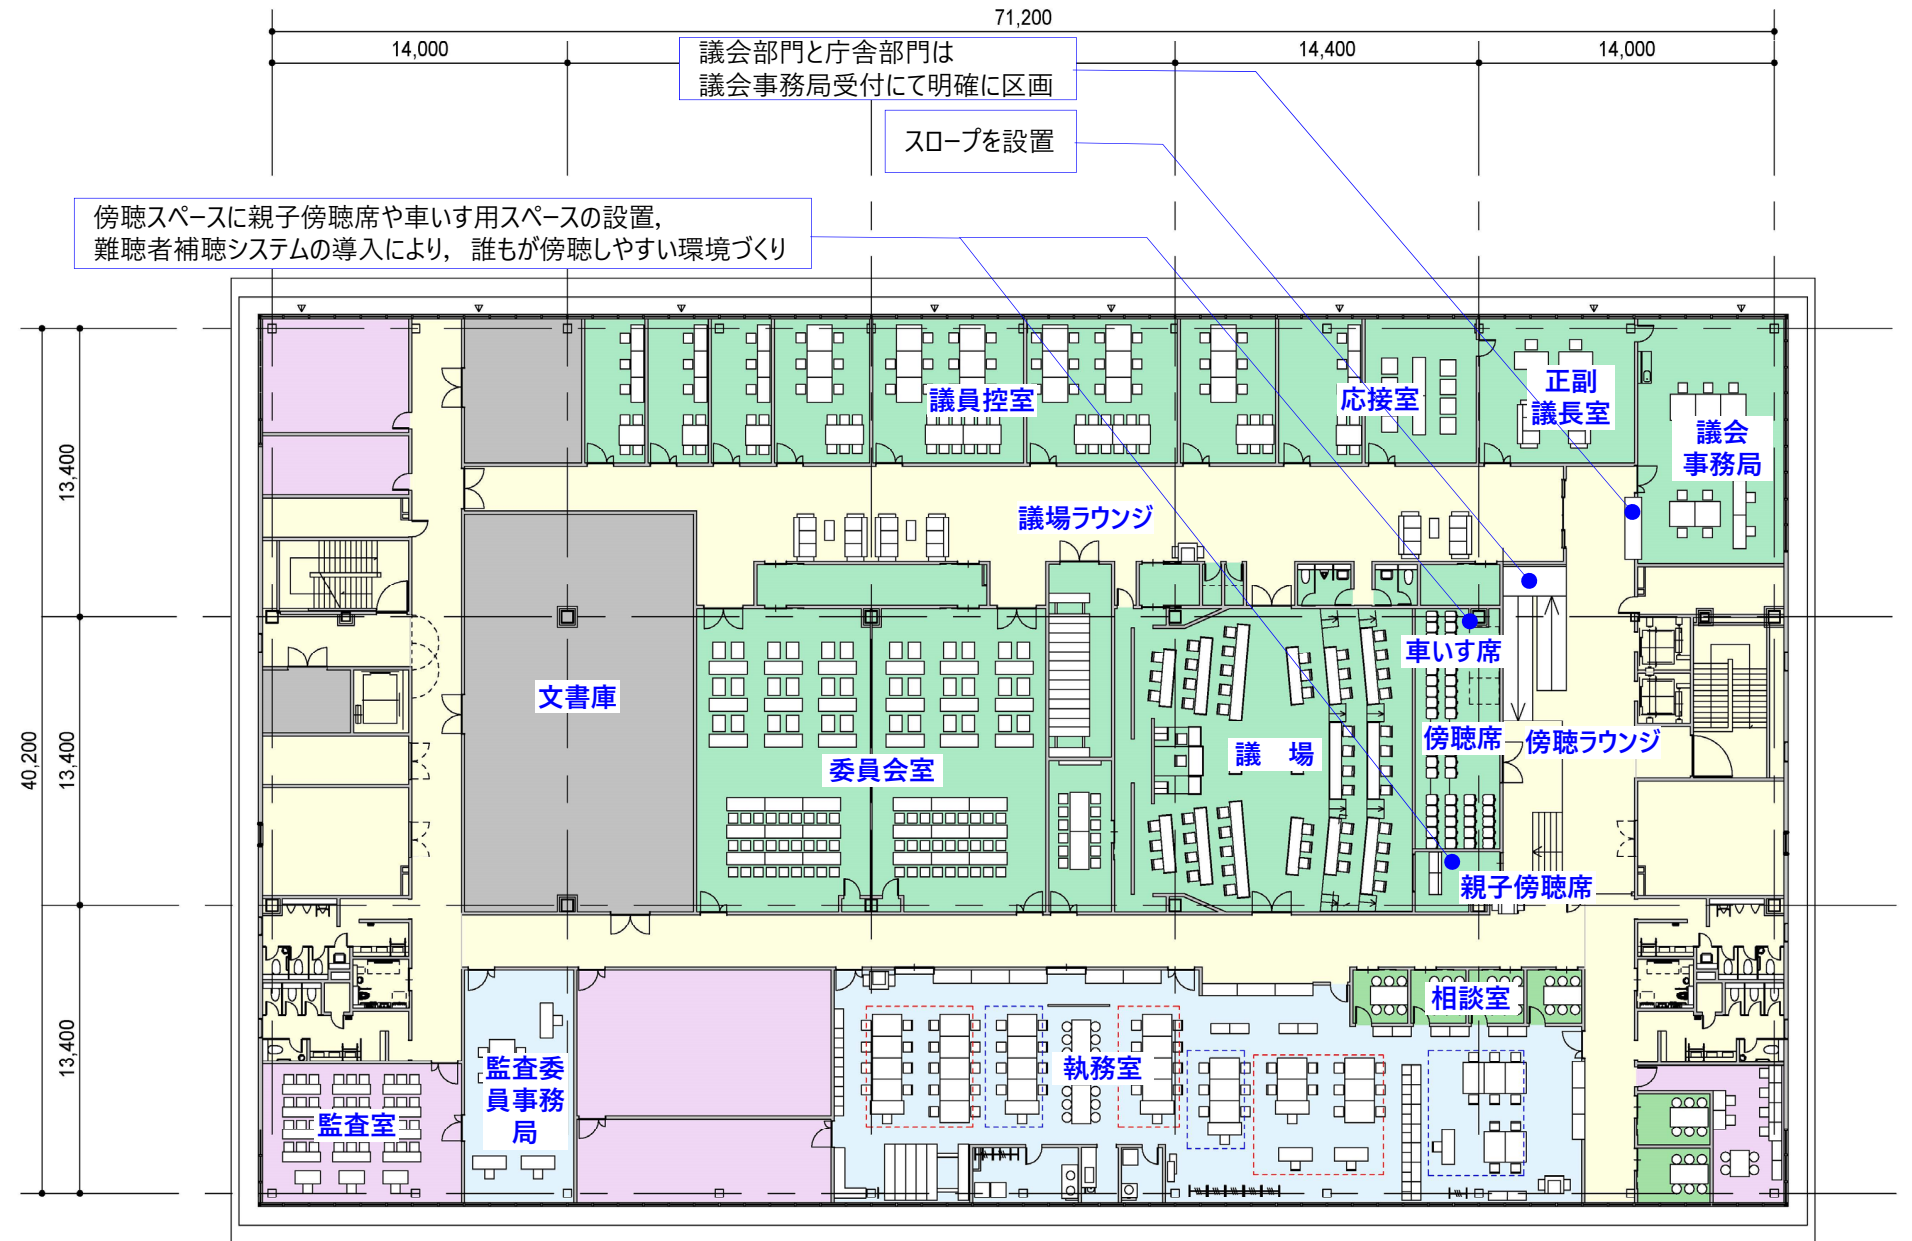 71,200
14,000
14,400
14,000
議会部門と庁舎部門は
議会事務局受付にて明確に区画
スロープを設置
傍聴スペースに親子傍聴席や車いす用スペースの設置,
難聴者補聴システムの導入により, 誰もが傍聴しやすい環境づくり
議員控室
応接室
正副
議長室
議会
事務局
議場ラウンジ
13,400
文書庫
委員会室
議 場
車いす席
傍聴席
傍聴ラウンジ
親子傍聴席
40,200
13,400
13,400
監査室
監査委
員事務
局
執務室
相談室